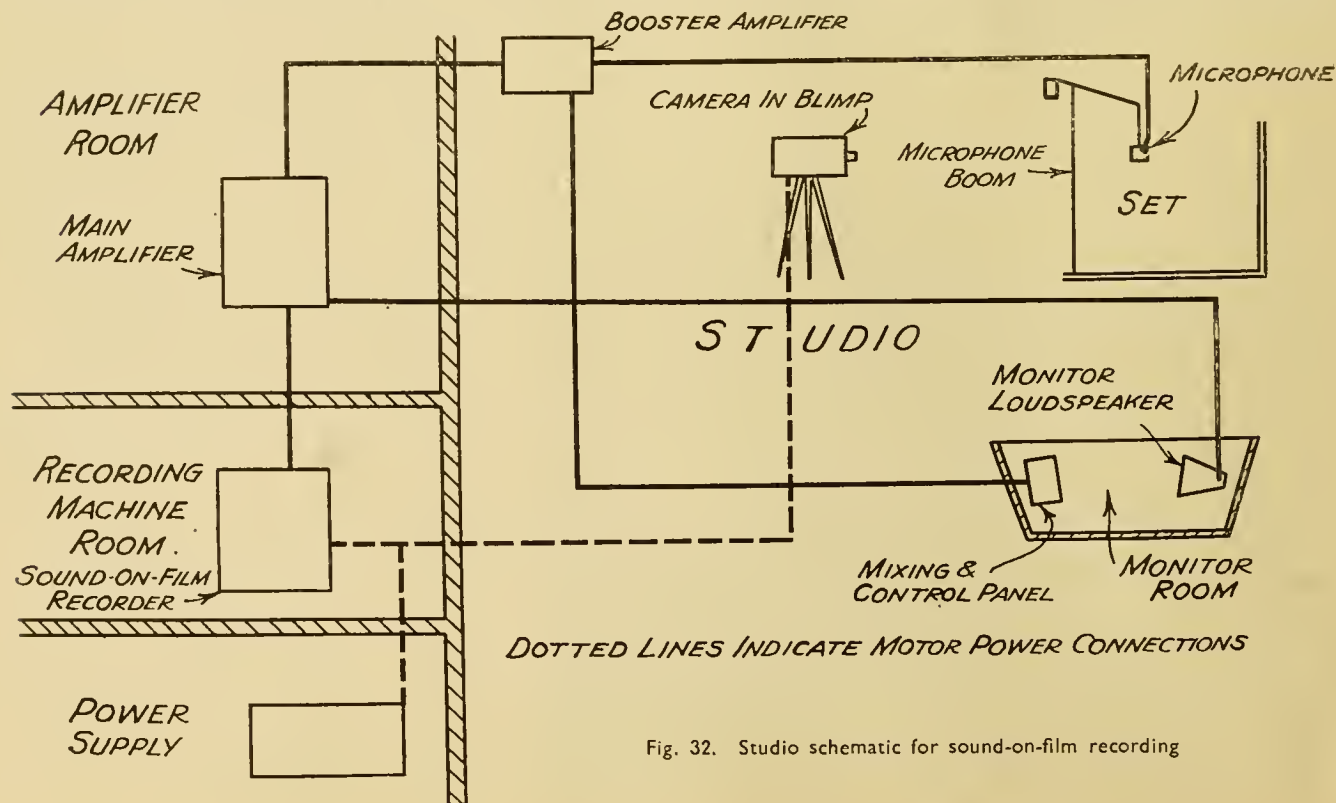 BOOSTER AMPLIFIER
MICROPHONE
CAMERA IN BLIMP
AMPLIFIER
ROOM
MICROPHONE
BOOM
SET
MAIN
AMPLIFIER
STUDIO
MONITOR
LOUDSPEAKER
RECORDING
MACHINE
ROOM.
SOUND-ON-FILM
RECORDER
MIXING &
CONTROL PANEL
MONITOR
ROOM
DOTTED LINES INDICATE MOTOR POWER CONNECTIONS
POWER
SUPPLY
Fig. 32. Studio schematic for sound-on-film recording